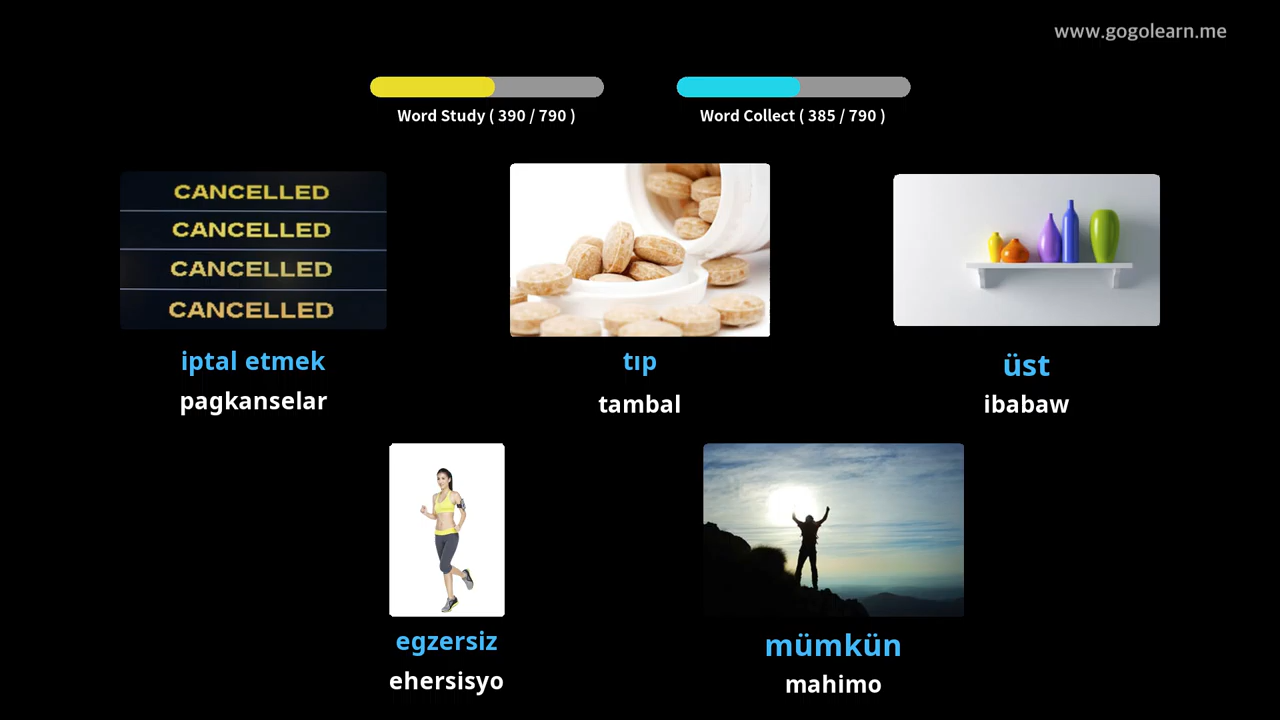 www.gogolearn.me
Word Study ( 390 / 790 )
Word Collect ( 385 / 790 )
CANCELLED
CANCELLED
CANCELLED
CANCELLED
iptal etmek
pagkanselar
tıp
tambal
üst
ibabaw
egzersiz
ehersisyo
mümkün
mahimo